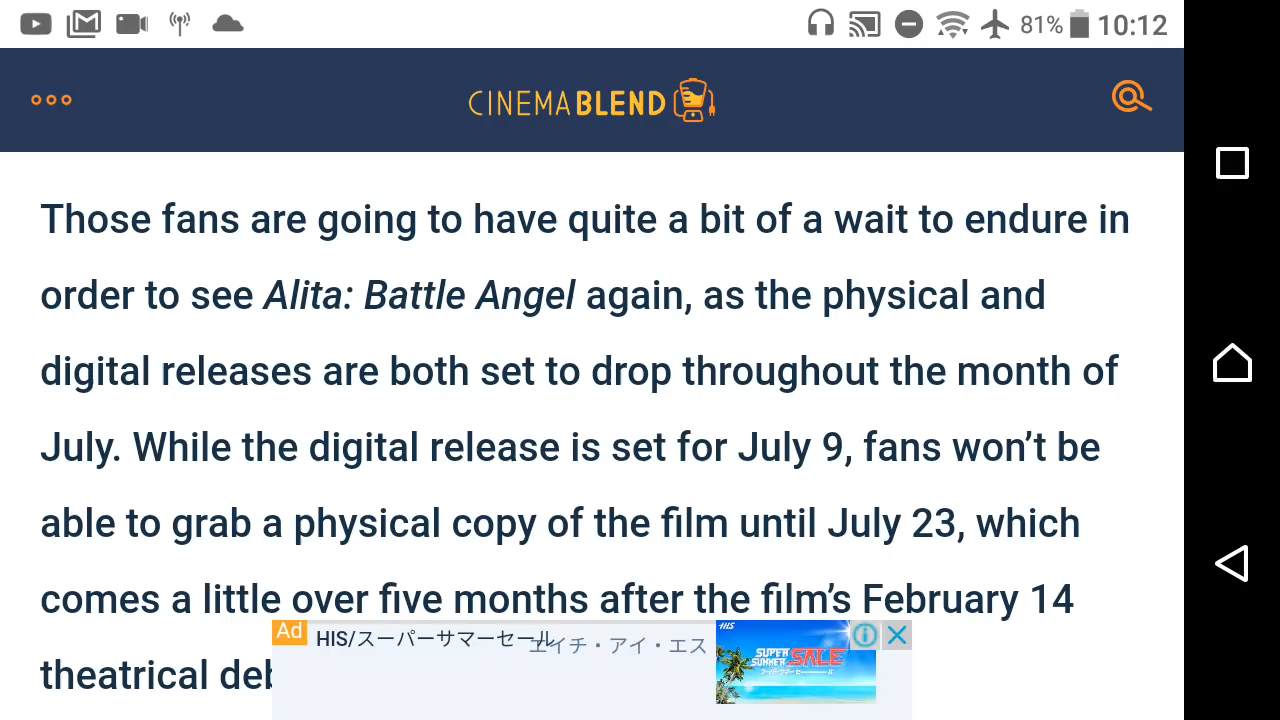 81% 10:12
CINEMABLEND
Those fans are going to have quite a bit of a wait to endure in
order to see Alita: Battle Angel again, as the physical and
digital releases are both set to drop throughout the month of
July. While the digital release is set for July 9, fans won’t be
able to grab a physical copy of the film until July 23, which
comes a little over five months after the film’s February 14
theatrical deb
Ad HIS/スーパーサマーセール
エイチ・アイ・エス
HIS
SUPER
SUMMER SALE